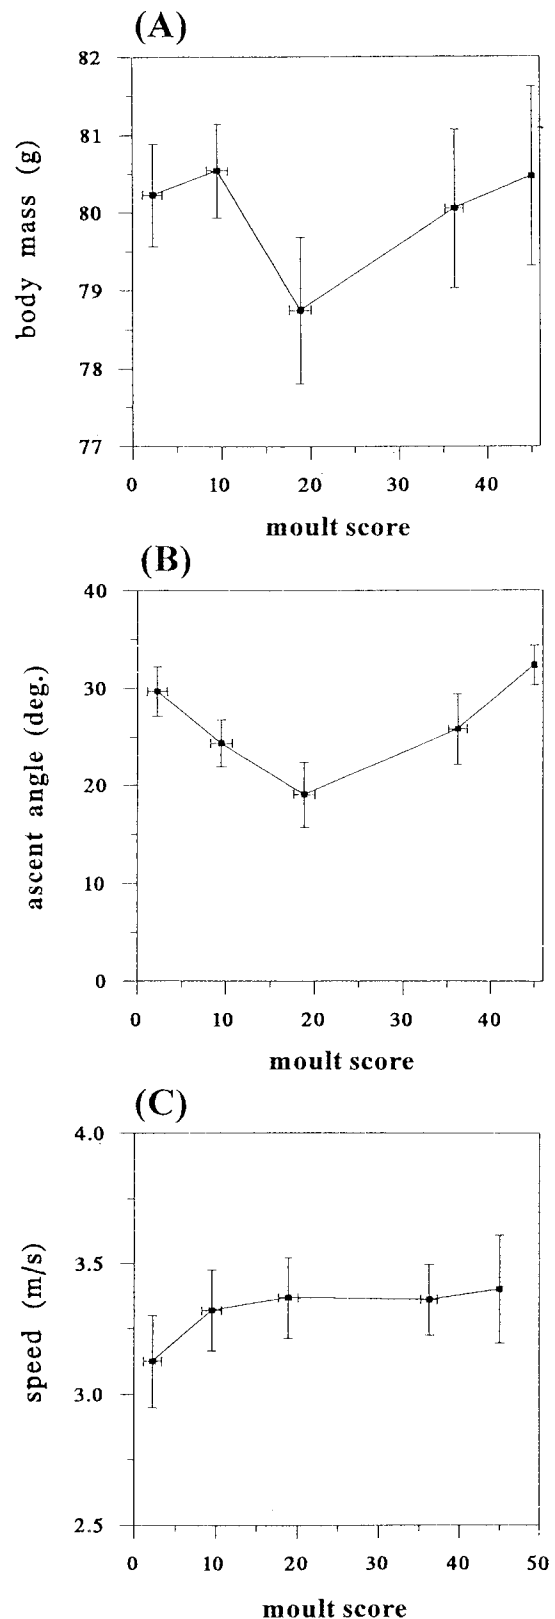 (A)
82
81
80
79
78
77
body mass (g)
0 10 20 30 40
moult score
(B)
40
30
20
10
0
ascent angle (deg.)
0 10 20 30 40
moult score
(C)
4.0
3.5
3.0
2.5
speed (m/s)
0 10 20 30 40 50
moult score